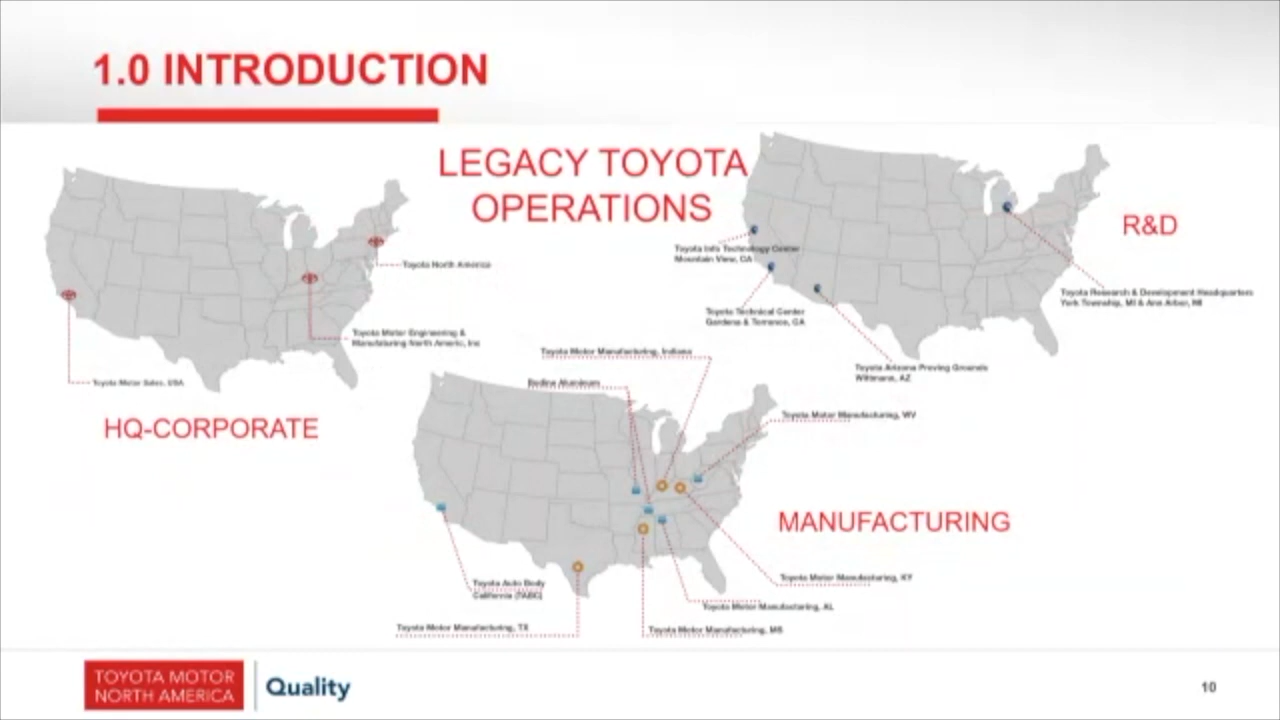 1.0 INTRODUCTION
LEGACY TOYOTA
OPERATIONS
Toyota North America
Toyota Motor Engineering &
Manufaturing North Americ, Inc
Toyota Motor Sales, USA
HQ-CORPORATE
R&D
Toyota Info Technology Center
Mountain View, CA
Toyota Technical Center
Gardena & Torrance, CA
Toyota Research & Development Headquarters
York Township, MI & Ann Arbor, MI
Toyota Arizona Proving Grounds
Wittmann, AZ
Toyota Motor Manufacturing, Indiana
Bodine Aluminum
Toyota Motor Manufacturing, WV
MANUFACTURING
Toyota Auto Body
California (TABC)
Toyota Motor Manufacturing, KY
Toyota Motor Manufacturing, AL
Toyota Motor Manufacturing, TX
Toyota Motor Manufacturing, MS
TOYOTA MOTOR
NORTH AMERICA
Quality
10